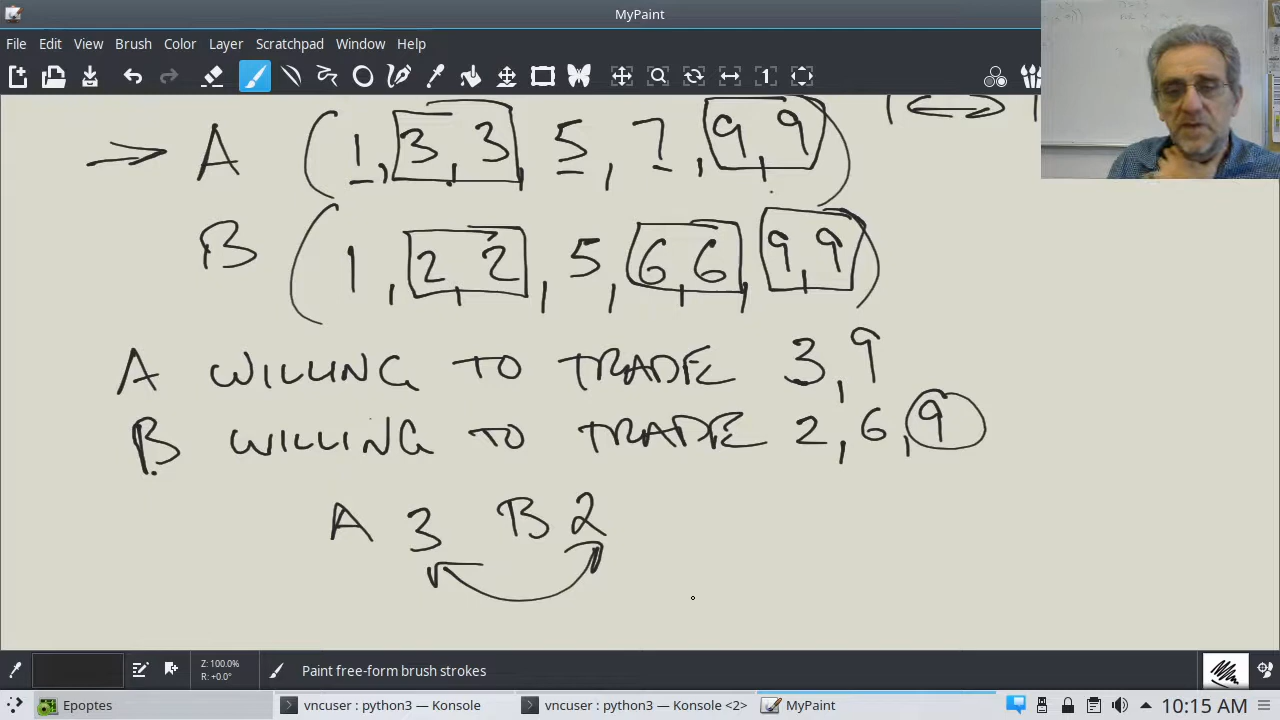 MyPaint
File Edit View Brush Color Layer Scratchpad Window Help
A (1, 3, 3, 5, 7, 9, 9)
B (1, 2, 2, 5, 6, 6, 9, 9)
A WILLING TO TRADE 3, 9
B WILLING TO TRADE 2, 6, 9
A 3 B 2
Z: 100.0%
R: +0.0°
Paint free-form brush strokes
Epoptes
vncuser : python3 — Konsole
vncuser : python3 — Konsole <2>
MyPaint
10:15 AM